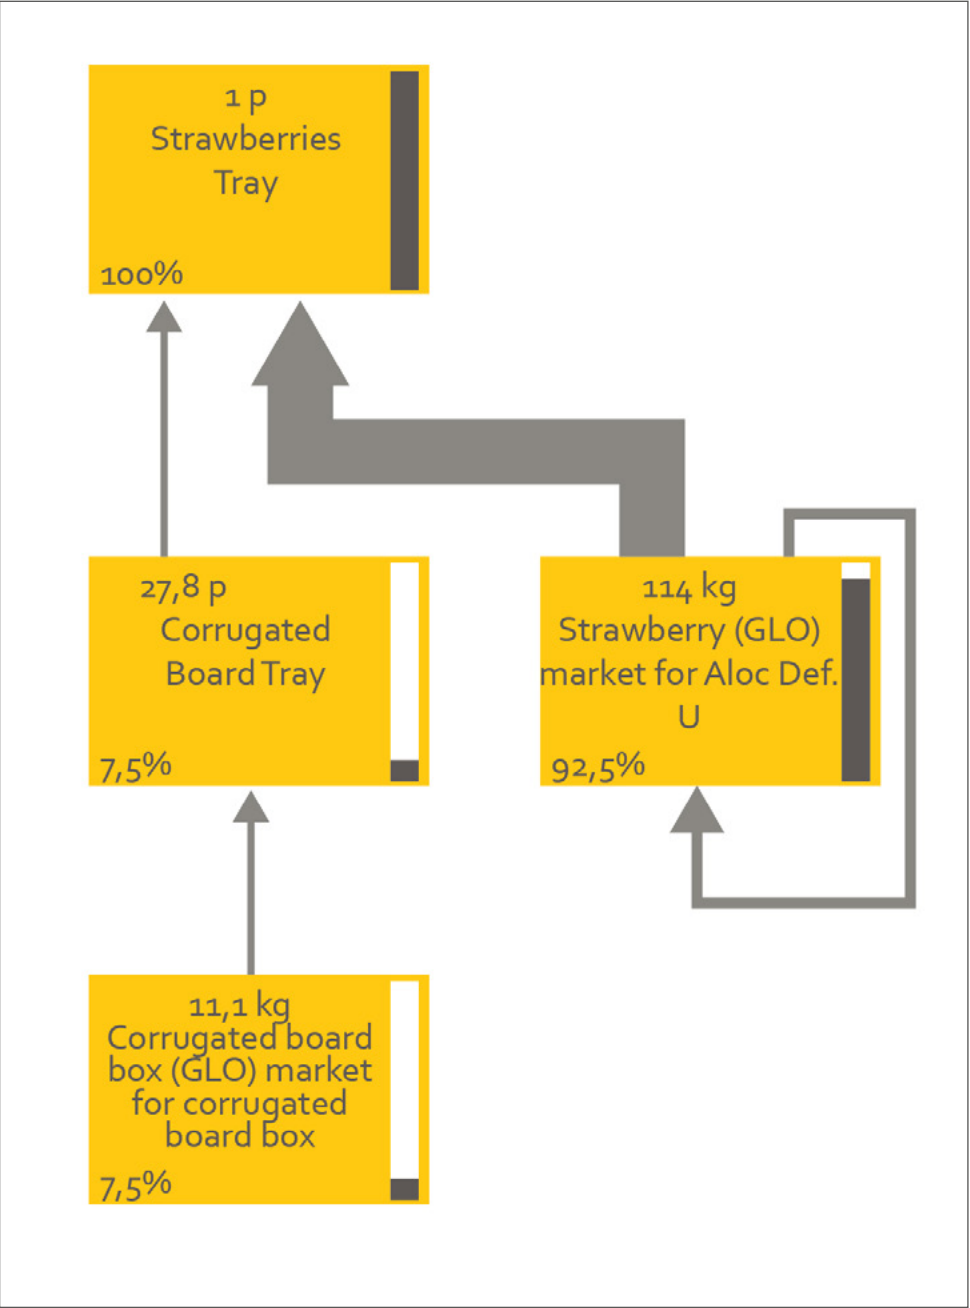 1 p
Strawberries
Tray
100%
27,8 p
Corrugated
Board Tray
7,5%
114 kg
Strawberry (GLO)
market for Aloc Def.
U
92,5%
11,1 kg
Corrugated board
box (GLO) market
for corrugated
board box
7,5%